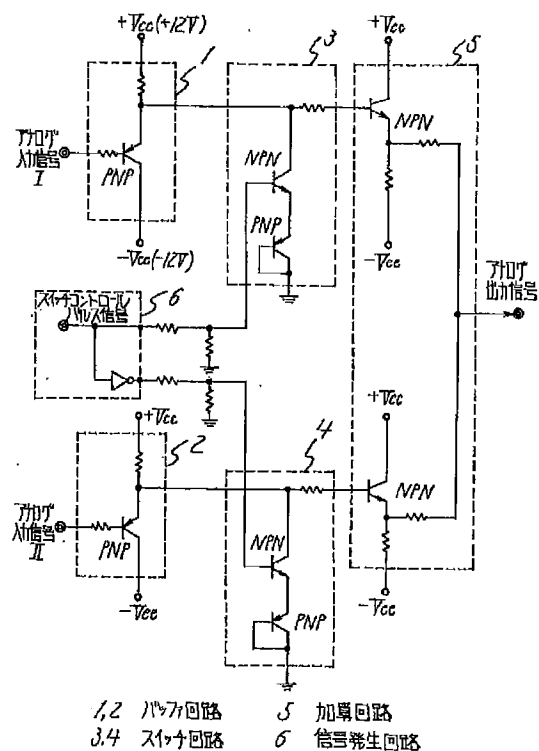 +Vcc(+12V)
1
アナログ
入力信号
I
PNP
-Vcc(-12V)
3
NPN
PNP
+Vcc
5
NPN
-Vcc
アナログ
出力信号
スイッチコントロール
パルス信号
6
+Vcc
2
アナログ
入力信号
II
PNP
-Vcc
4
NPN
PNP
+Vcc
NPN
-Vcc
1,2 バッファ回路 5 加算回路
3.4 スイッチ回路 6 信号発生回路